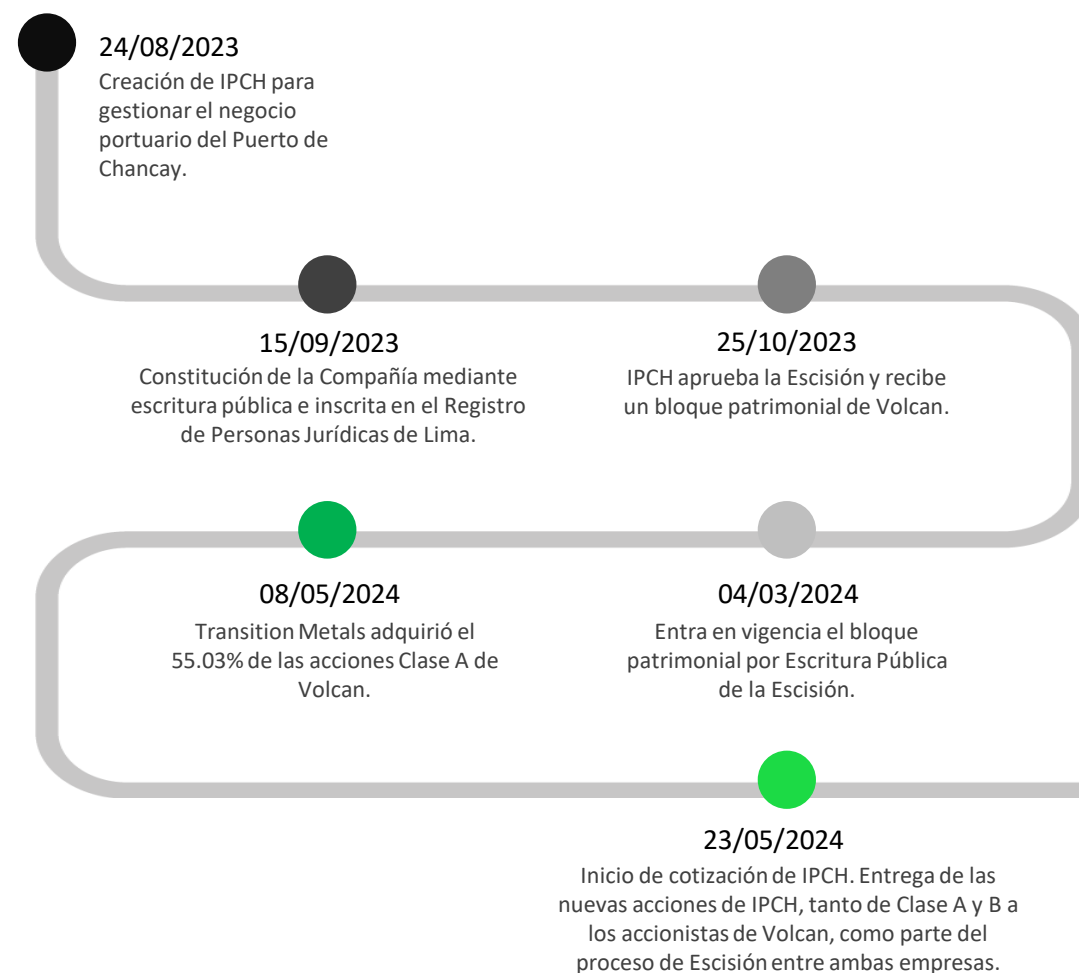 24/08/2023
Creación de IPCH para
gestionar el negocio
portuario del Puerto de
Chancay.
15/09/2023
Constitución de la Compañía mediante
escritura pública e inscrita en el Registro
de Personas Jurídicas de Lima.
25/10/2023
IPCH aprueba la Escisión y recibe
un bloque patrimonial de Volcan.
04/03/2024
Entra en vigencia el bloque
patrimonial por Escritura Pública
de la Escisión.
08/05/2024
Transition Metals adquirió el
55.03% de las acciones Clase A de
Volcan.
23/05/2024
Inicio de cotización de IPCH. Entrega de las
nuevas acciones de IPCH, tanto de Clase A y B a
los accionistas de Volcan, como parte del
proceso de Escisión entre ambas empresas.